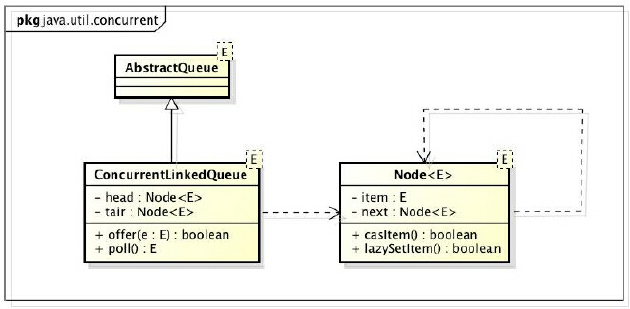 pkg java.util.concurrent
E
AbstractQueue
E
ConcurrentLinkedQueue
- head : Node<E>
- tair : Node<E>
+ offer(e : E) : boolean
+ poll() : E
E
Node<E>
- item : E
- next : Node<E>
+ casItem() : boolean
+ lazySetItem() : boolean